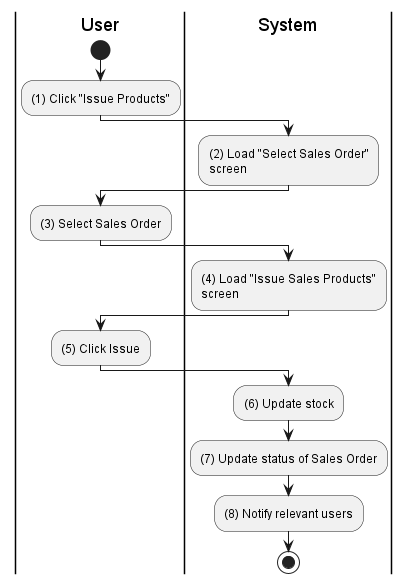 User
System
(1) Click "Issue Products"
(2) Load "Select Sales Order"
screen
(3) Select Sales Order
(4) Load "Issue Sales Products"
screen
(5) Click Issue
(6) Update stock
(7) Update status of Sales Order
(8) Notify relevant users